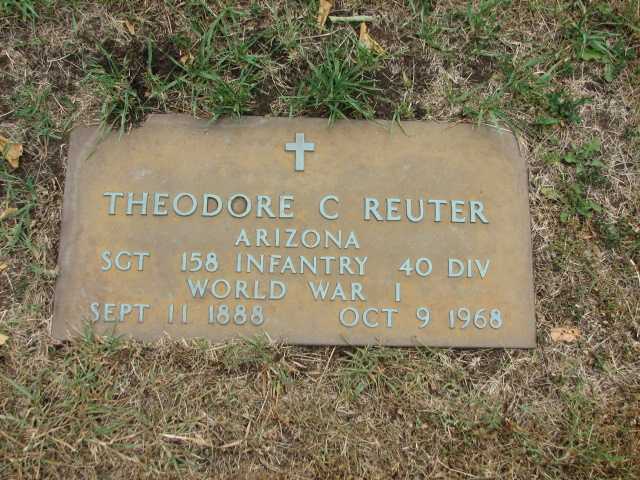 THEODORE C REUTER
ARIZONA
SGT 158 INFANTRY 40 DIV
WORLD WAR I
SEPT 11 1888 OCT 9 1968